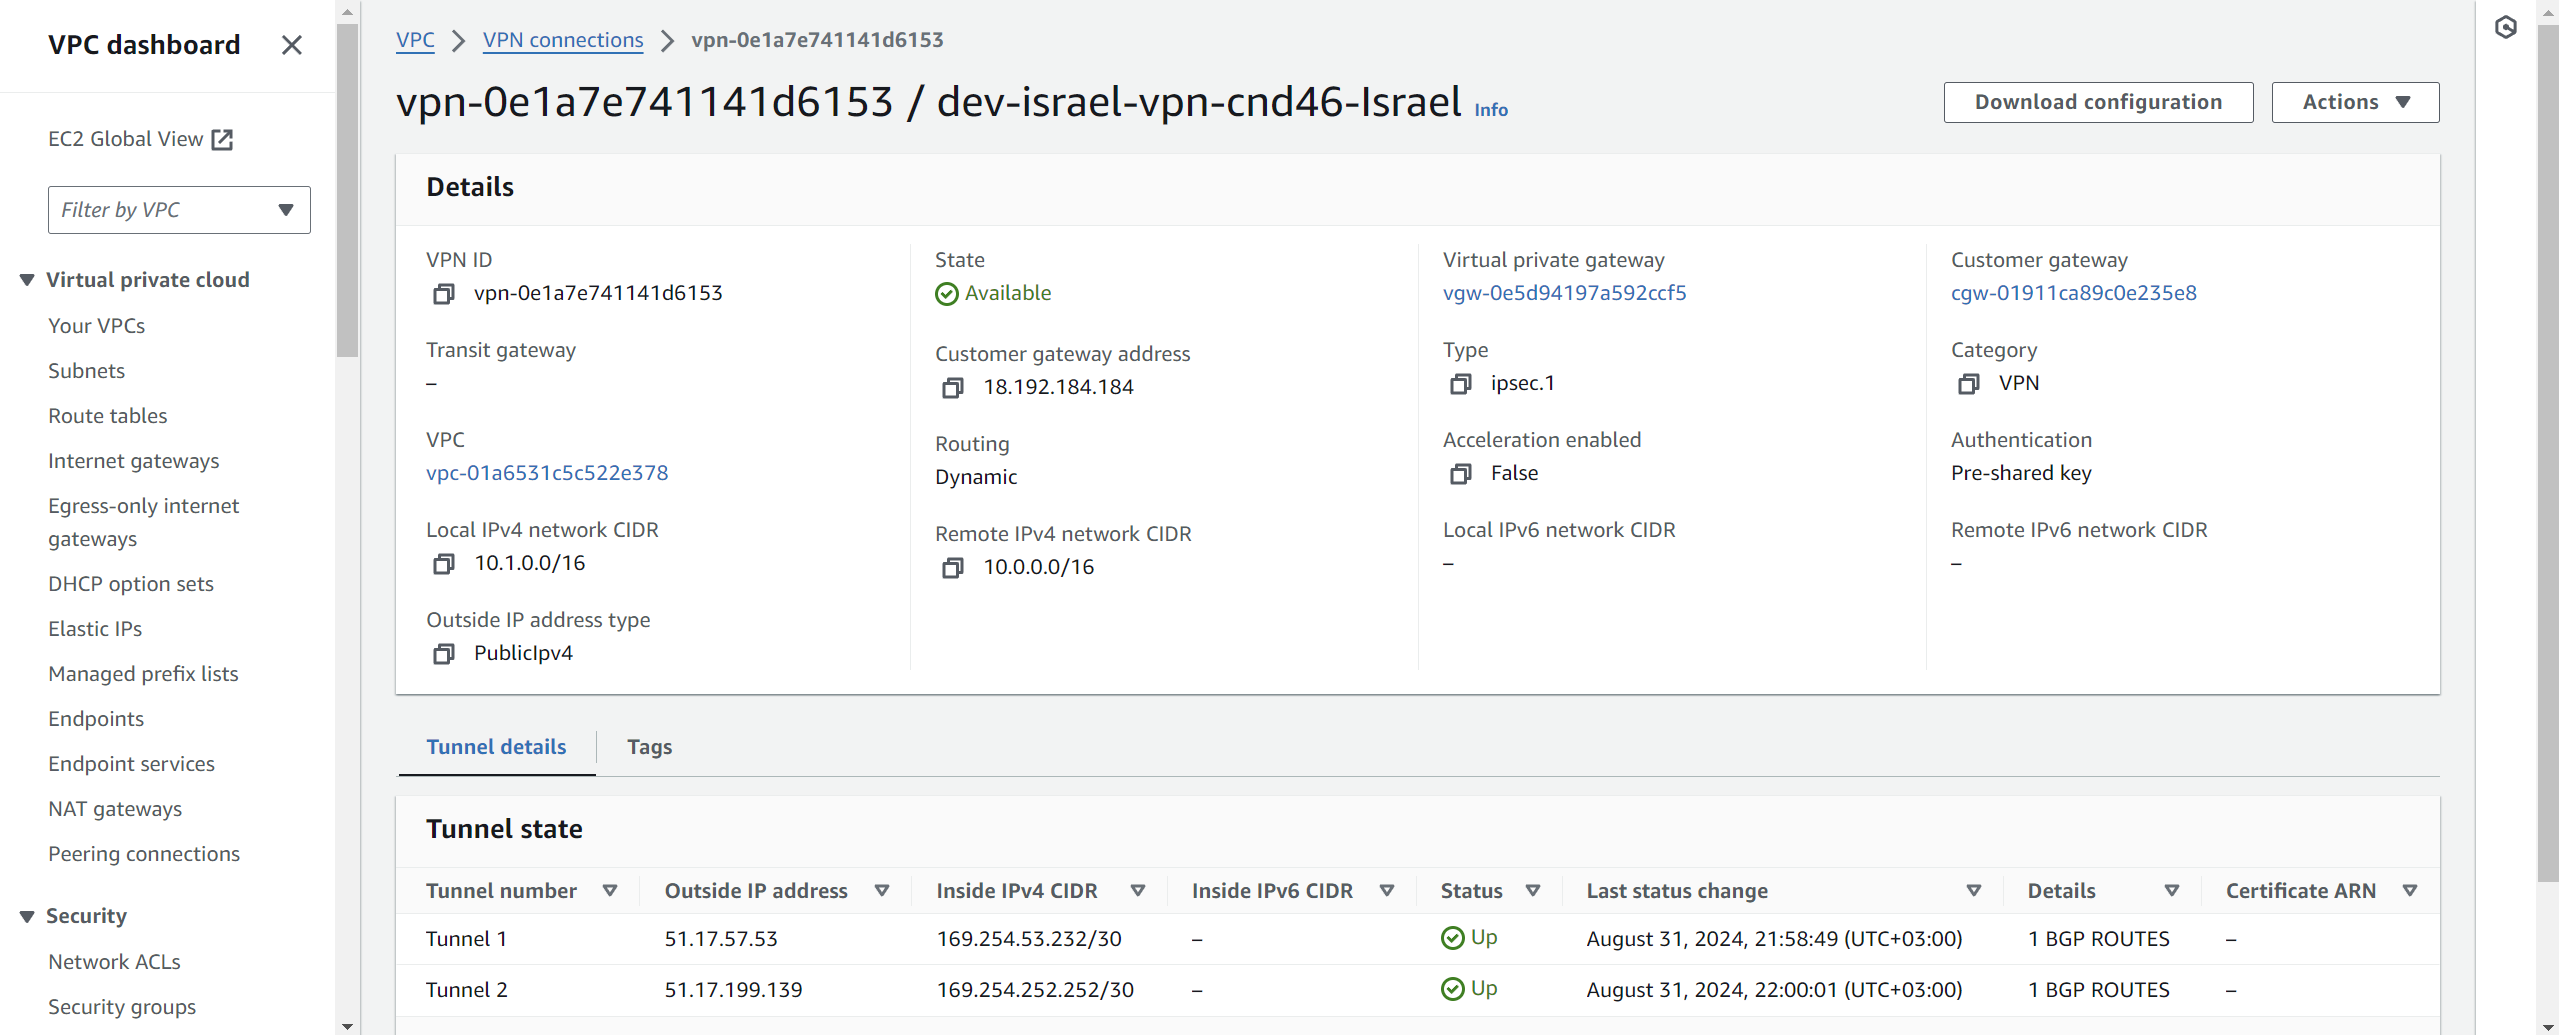 VPC dashboard
EC2 Global View
Filter by VPC
Virtual private cloud
Your VPCs
Subnets
Route tables
Internet gateways
Egress-only internet
gateways
DHCP option sets
Elastic IPs
Managed prefix lists
Endpoints
Endpoint services
NAT gateways
Peering connections
Security
Network ACLs
Security groups
VPC > VPN connections > vpn-0e1a7e741141d6153
vpn-0e1a7e741141d6153 / dev-israel-vpn-cnd46-Israel Info
Download configuration
Actions
Details
VPN ID
vpn-0e1a7e741141d6153
Transit gateway
–
VPC
vpc-01a6531c5c522e378
Local IPv4 network CIDR
10.1.0.0/16
Outside IP address type
PublicIpv4
State
Available
Customer gateway address
18.192.184.184
Routing
Dynamic
Remote IPv4 network CIDR
10.0.0.0/16
Virtual private gateway
vgw-0e5d94197a592ccf5
Type
ipsec.1
Acceleration enabled
False
Local IPv6 network CIDR
–
Customer gateway
cgw-01911ca89c0e235e8
Category
VPN
Authentication
Pre-shared key
Remote IPv6 network CIDR
–
Tunnel details Tags
Tunnel state
Tunnel number Outside IP address Inside IPv4 CIDR Inside IPv6 CIDR Status Last status change Details Certificate ARN
Tunnel 1 51.17.57.53 169.254.53.232/30 – Up August 31, 2024, 21:58:49 (UTC+03:00) 1 BGP ROUTES –
Tunnel 2 51.17.199.139 169.254.252.252/30 – Up August 31, 2024, 22:00:01 (UTC+03:00) 1 BGP ROUTES –